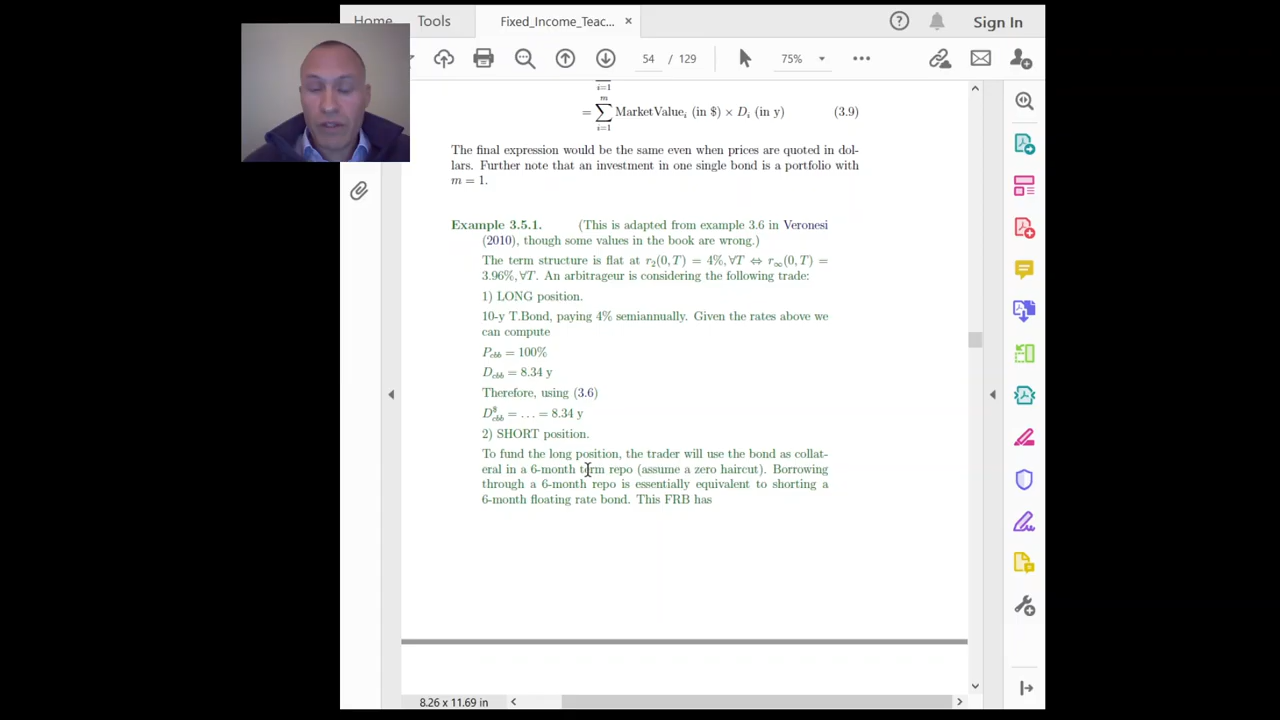 Home Tools Fixed_Income_Teac... × Sign In
54 / 129 75%
i=1
m
= ∑ MarketValueᵢ (in $) × Dᵢ (in y) (3.9)
i=1
The final expression would be the same even when prices are quoted in dol-
lars. Further note that an investment in one single bond is a portfolio with
m = 1.
Example 3.5.1. (This is adapted from example 3.6 in Veronesi
(2010), though some values in the book are wrong.)
The term structure is flat at r₂(0, T) = 4%, ∀T ⇔ r∞(0, T) =
3.96%, ∀T. An arbitrageur is considering the following trade:
1) LONG position.
10-y T.Bond, paying 4% semiannually. Given the rates above we
can compute
P_cbb = 100%
D_cbb = 8.34 y
Therefore, using (3.6)
D^$_cbb = ... = 8.34 y
2) SHORT position.
To fund the long position, the trader will use the bond as collat-
eral in a 6-month term repo (assume a zero haircut). Borrowing
through a 6-month repo is essentially equivalent to shorting a
6-month floating rate bond. This FRB has
8.26 x 11.69 in